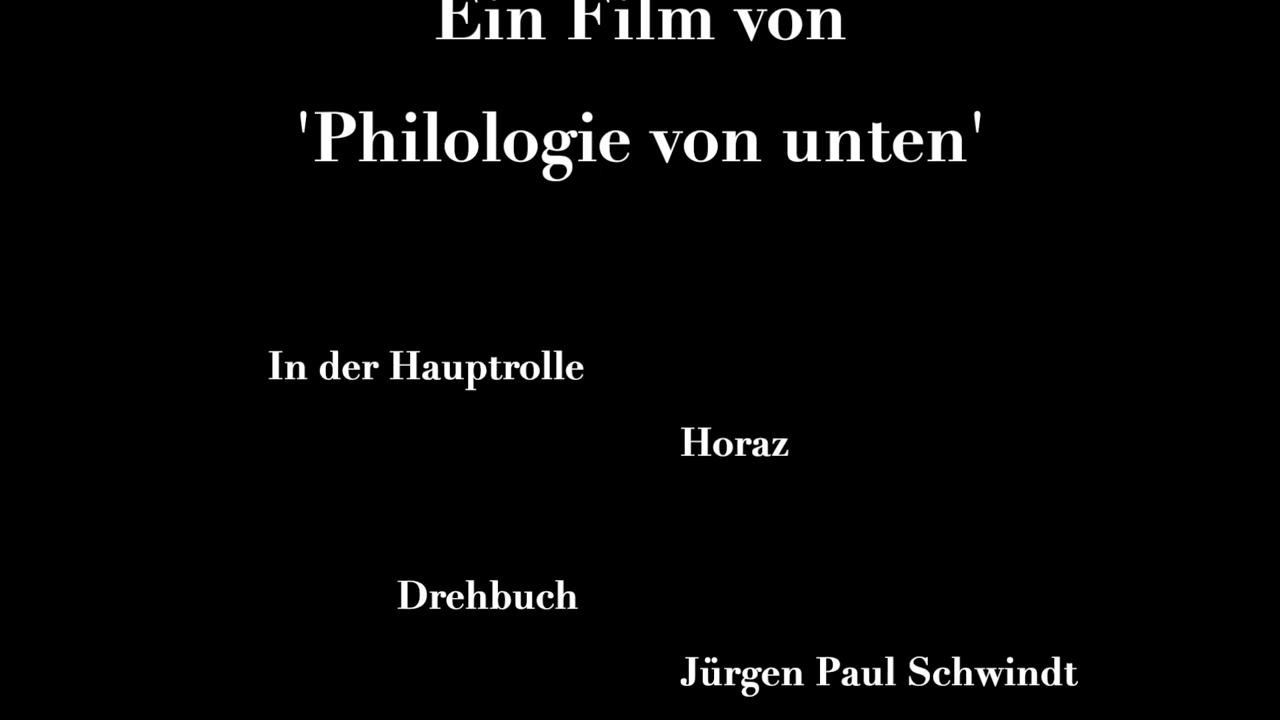 Ein Film von
'Philologie von unten'
In der Hauptrolle
Horaz
Drehbuch
Jürgen Paul Schwindt